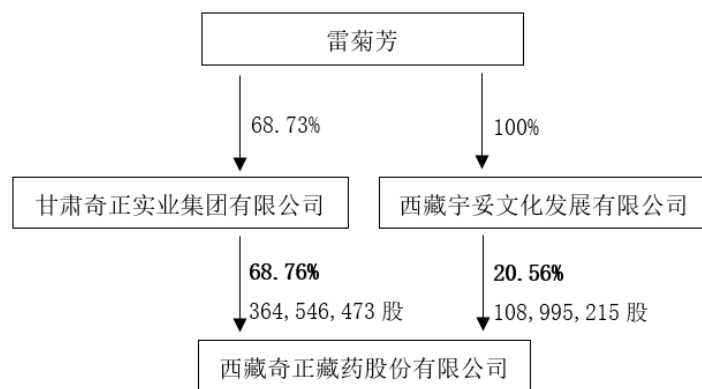 雷菊芳
68.73%
100%
甘肃奇正实业集团有限公司
西藏宇妥文化发展有限公司
68.76%
20.56%
364,546,473 股
108,995,215 股
西藏奇正藏药股份有限公司